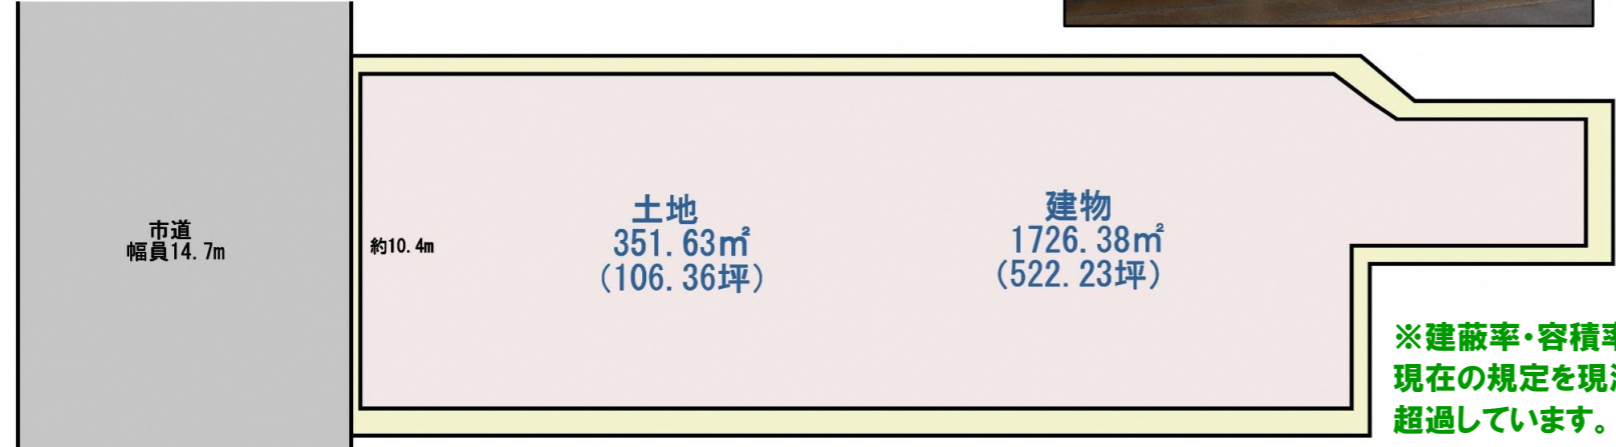 市道
幅員14.7m
約10.4m
土地
351.63㎡
(106.36坪)
建物
1726.38㎡
(522.23坪)
※建蔽率・容積率
現在の規定を現
超過しています。